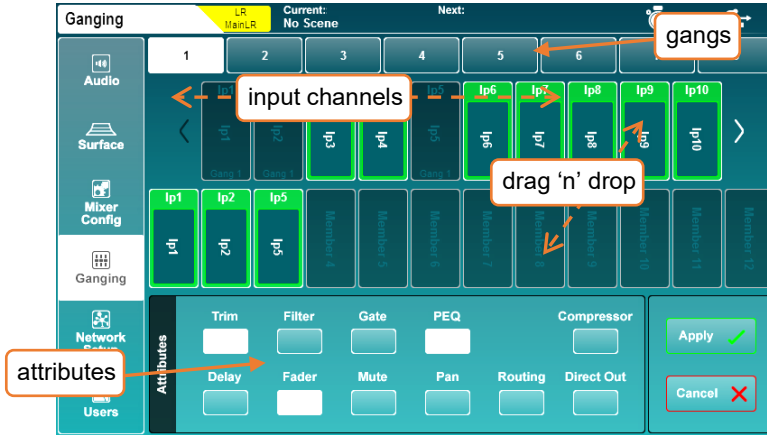 Ganging
LR
MainLR
Current:
No Scene
Next:
gangs
1 2 3 4 5 6
Audio
Surface
Mixer
Config
Ganging
Network
Users
input channels
Ip5 Ip6 Ip7 Ip8 Ip9 Ip10
Ip1 Ip2 Ip3 Ip4 Ip5 Ip6 Ip7 Ip8 Ip9 Ip10
Gang 1 Gang 1 Gang 1
drag ‘n’ drop
Ip1 Ip2 Ip5
Ip1 Ip2 Ip5 Member 4 Member 5 Member 6 Member 7 Member 8 Member 9 Member 10 Member 11 Member 12
attributes
Attributes
Trim Filter Gate PEQ Compressor
Delay Fader Mute Pan Routing Direct Out
Apply
Cancel